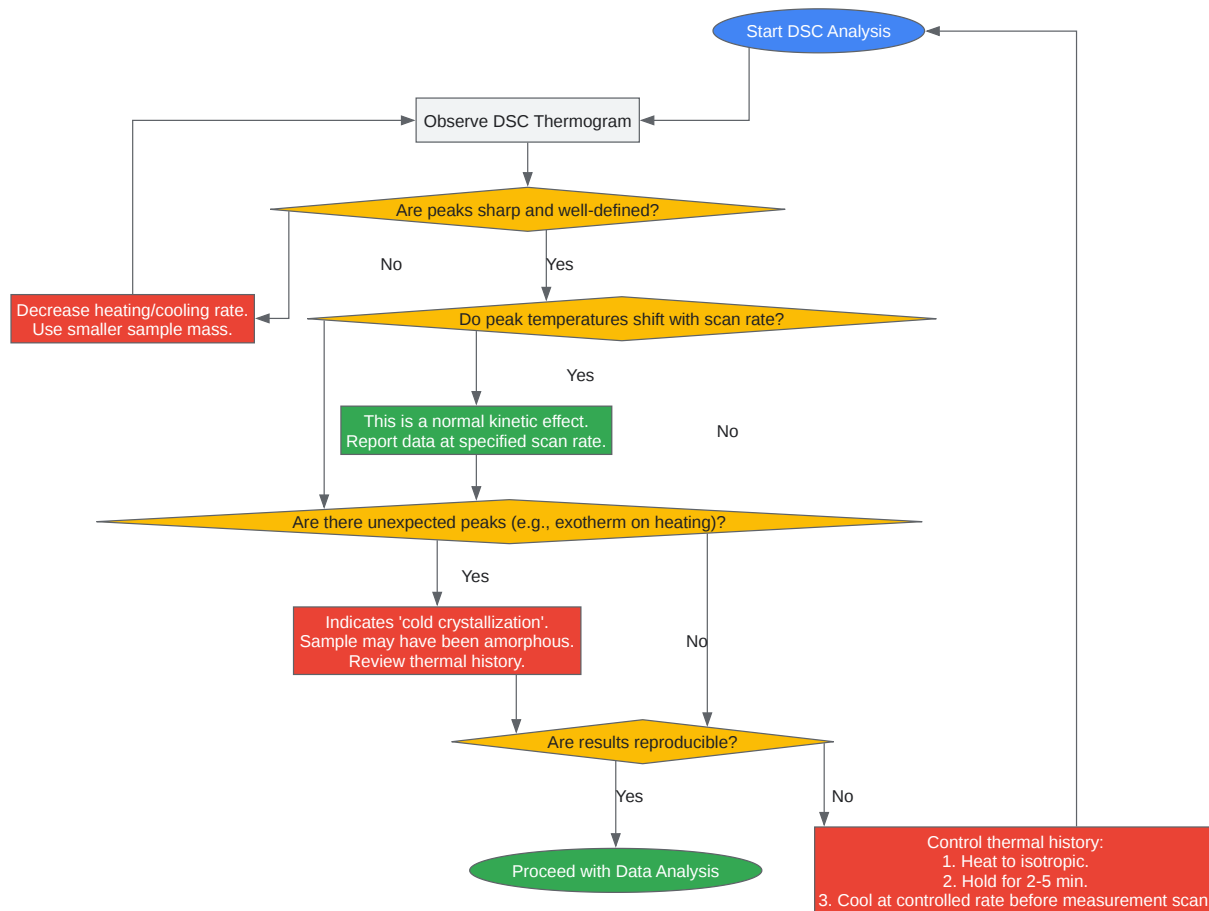 Start DSC Analysis
Observe DSC Thermogram
Are peaks sharp and well-defined?
No
Yes
Decrease heating/cooling rate.
Use smaller sample mass.
Do peak temperatures shift with scan rate?
Yes
This is a normal kinetic effect.
Report data at specified scan rate.
No
Are there unexpected peaks (e.g., exotherm on heating)?
Yes
Indicates 'cold crystallization'.
Sample may have been amorphous.
Review thermal history.
No
Are results reproducible?
Yes
No
Proceed with Data Analysis
Control thermal history:
1. Heat to isotropic.
2. Hold for 2-5 min.
3. Cool at controlled rate before measurement scan